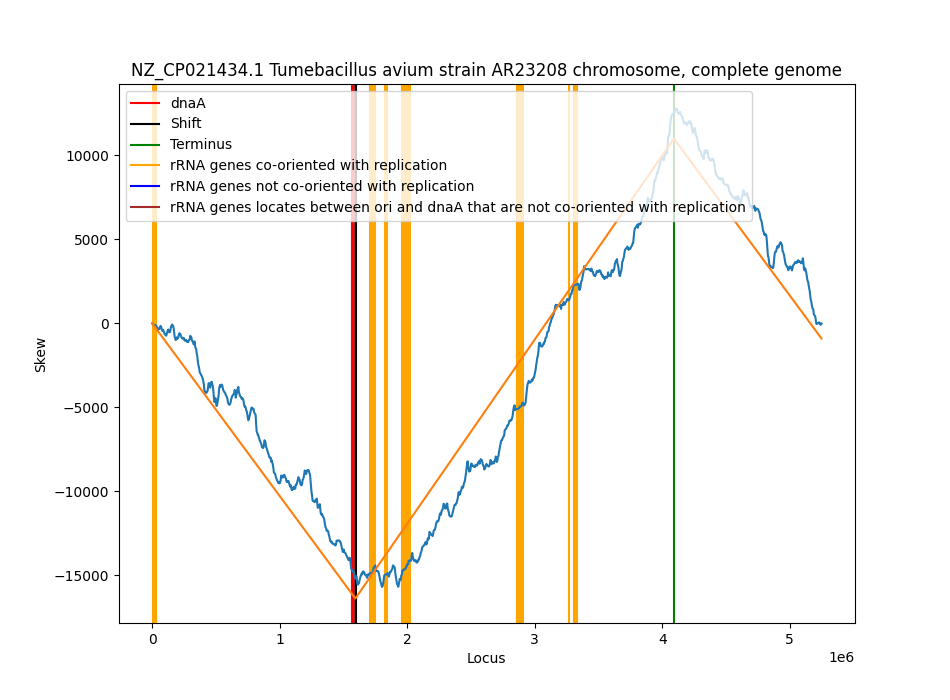 NZ_CP021434.1 Tumebacillus avium strain AR23208 chromosome, complete genome
dnaA
Shift
Terminus
rRNA genes co-oriented with replication
rRNA genes not co-oriented with replication
rRNA genes locates between ori and dnaA that are not co-oriented with replication
10000
5000
0
−5000
−10000
−15000
Skew
0 1 2 3 4 5
1e6
Locus